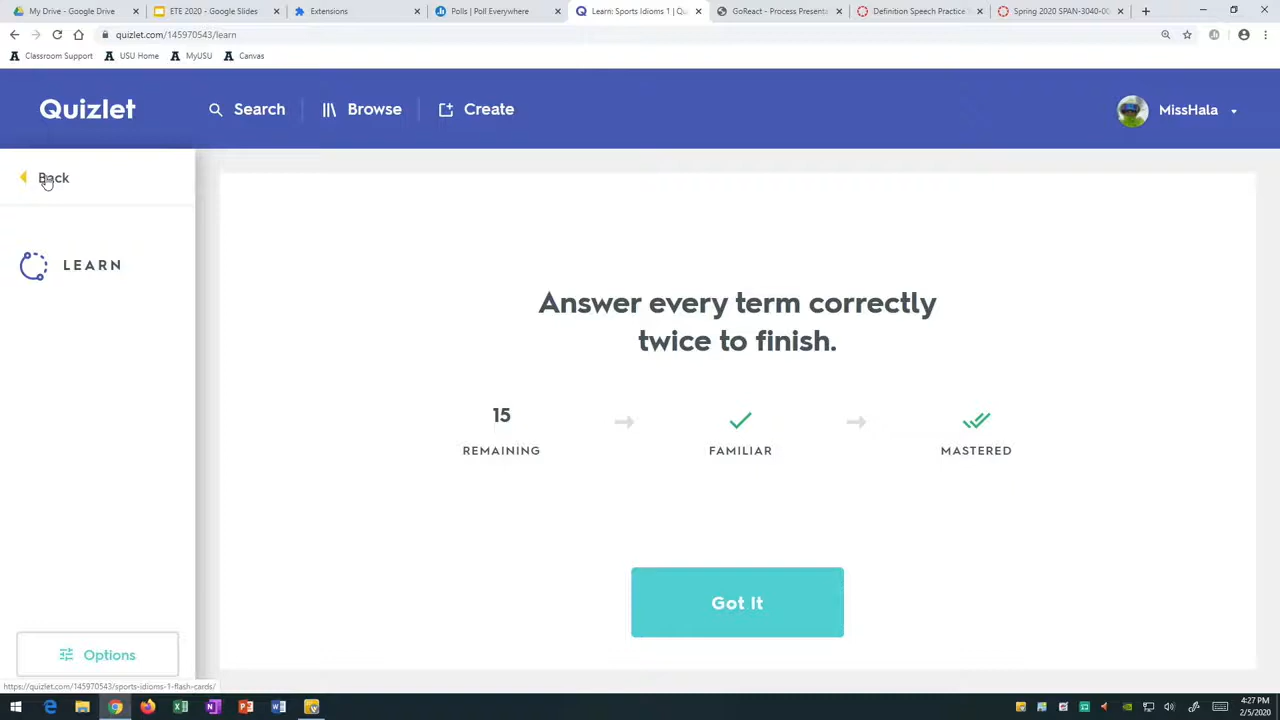 My Drive - Google Drive
ETE 2020 - Google Slides
Extensions
Polls | Poll Everywhere
Learn: Sports Idioms 1 | Qu
GoReact - Process Presenta
Definition Speech Practice
Spring 2020 SPAN-3040-00
quizlet.com/145970543/learn
Classroom Support
USU Home
MyUSU
Canvas
Quizlet
Search
Browse
Create
MissHala
Back
LEARN
Answer every term correctly
twice to finish.
15
REMAINING
FAMILIAR
MASTERED
Got It
Options
https://quizlet.com/145970543/sports-idioms-1-flash-cards/
4:27 PM
2/5/2020